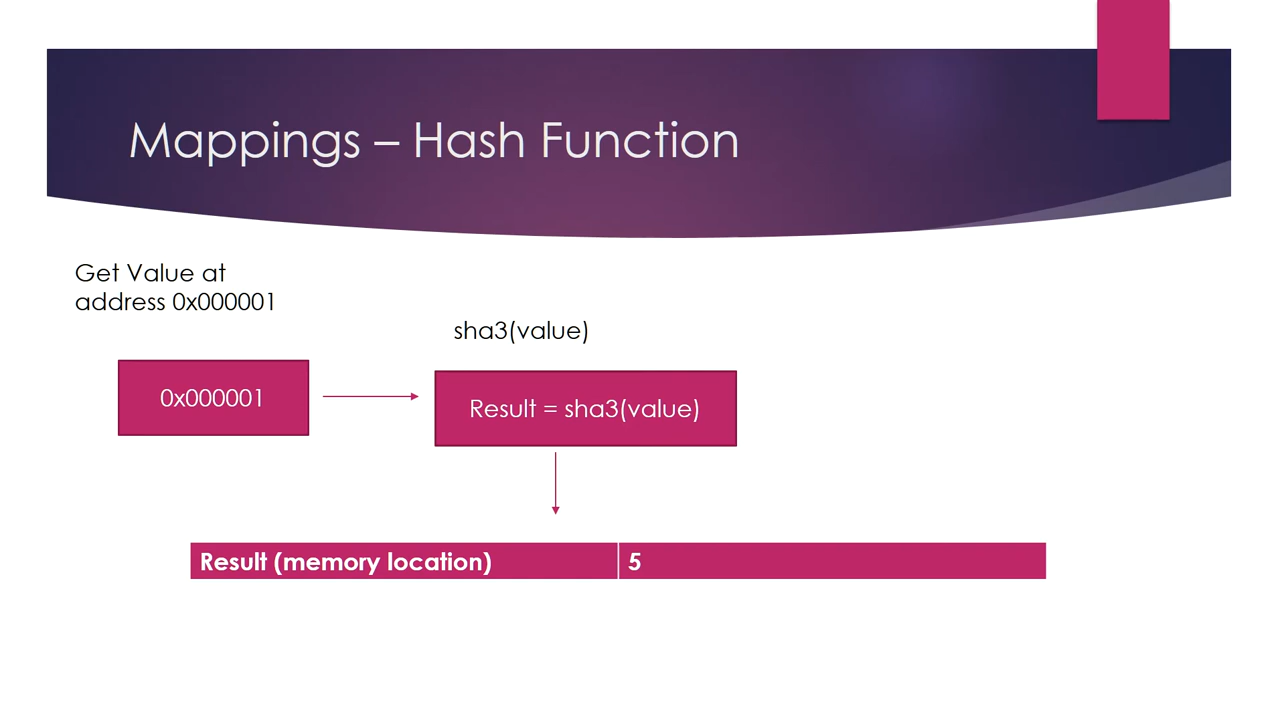 Mappings – Hash Function
Get Value at
address 0x000001
sha3(value)
0x000001
Result = sha3(value)
Result (memory location) 5